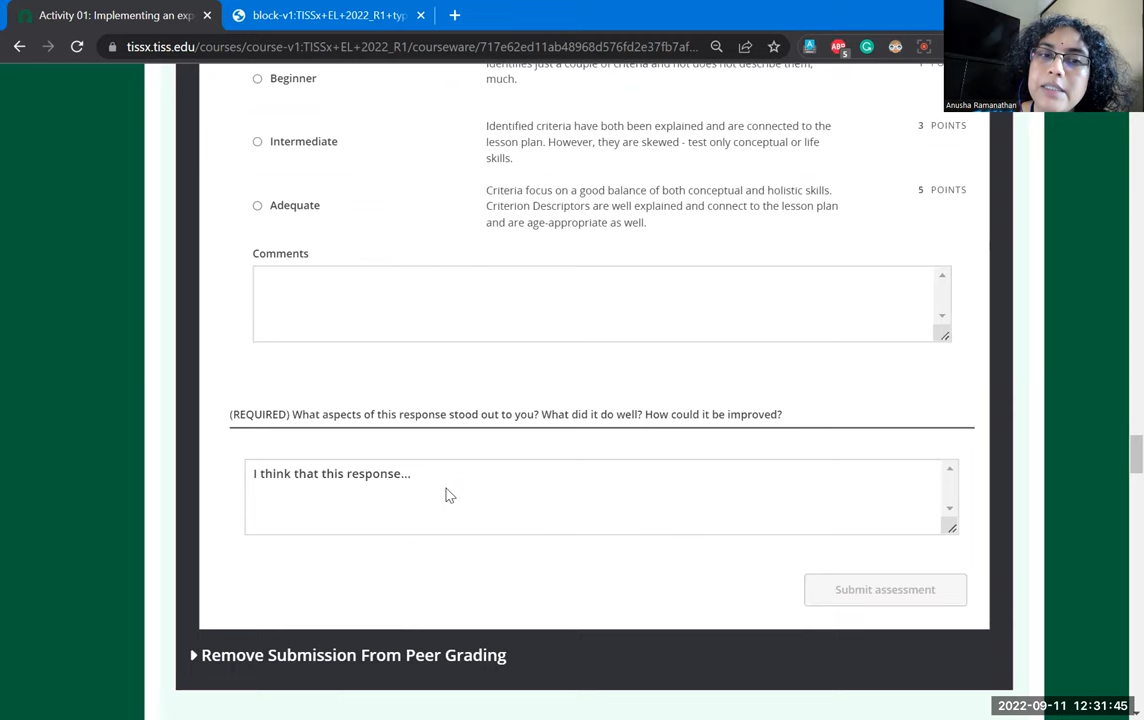 Activity 01: Implementing an exp
block-v1:TISSx+EL+2022_R1+typ
tissx.tiss.edu/courses/course-v1:TISSx+EL+2022_R1/courseware/717e62ed11ab48968d576fd2e37fb7af...
ABP
5
Anusha Ramanathan
Identifies just a couple of criteria and not does not describe them,
Beginner
much.
Identified criteria have both been explained and are connected to the
3 POINTS
Intermediate
lesson plan. However, they are skewed - test only conceptual or life
skills.
Criteria focus on a good balance of both conceptual and holistic skills.
5 POINTS
Adequate
Criterion Descriptors are well explained and connect to the lesson plan
and are age-appropriate as well.
Comments
(REQUIRED) What aspects of this response stood out to you? What did it do well? How could it be improved?
I think that this response...
Submit assessment
Remove Submission From Peer Grading
2022-09-11 12:31:45